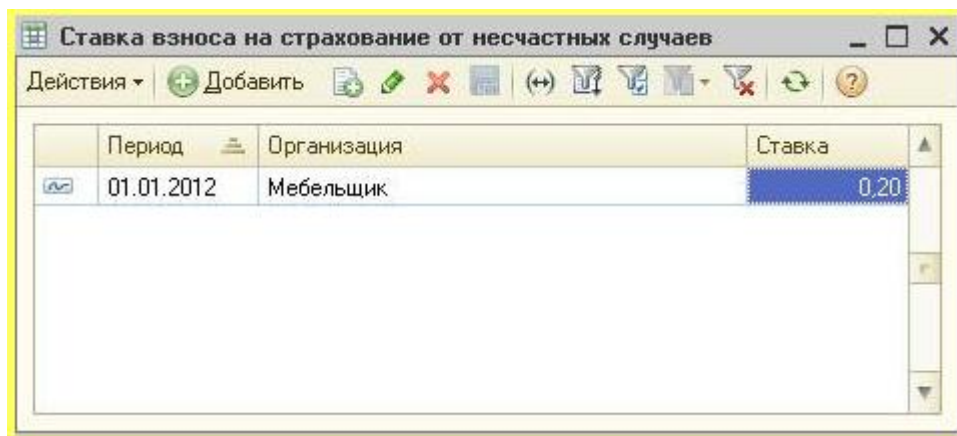 Ставка взноса на страхование от несчастных случаев
Действия Добавить
Период Организация Ставка
01.01.2012 Мебельщик 0,20